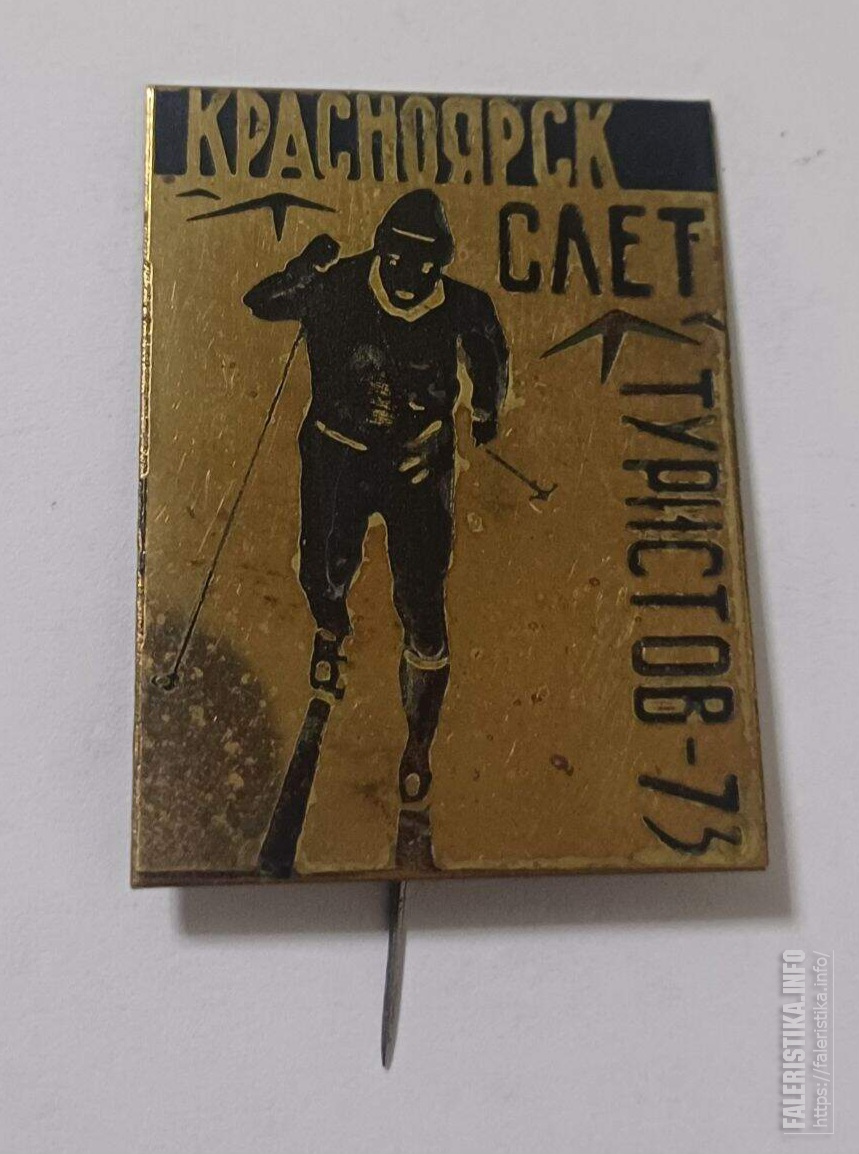 КРАСНОЯРСК
СЛЕТ
ТУРИСТОВ-73
FALERISTIKA.INFO
https://faleristika.info/